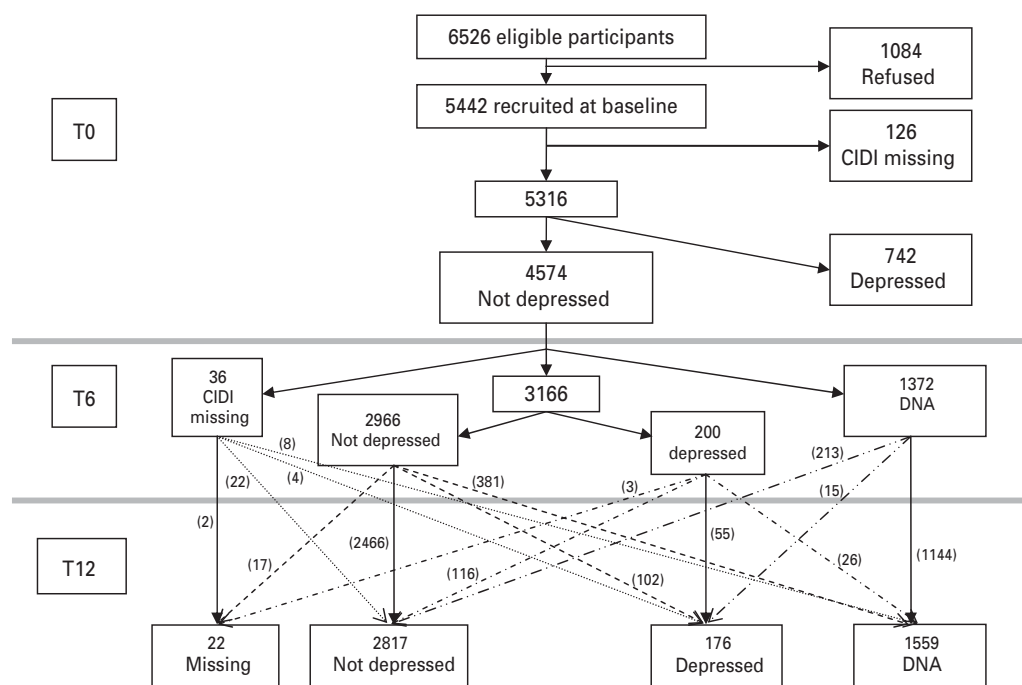 6526 eligible participants
1084
Refused
5442 recruited at baseline
T0
126
CIDI missing
5316
742
Depressed
4574
Not depressed
T6
36
CIDI
missing
3166
1372
DNA
2966
Not depressed
200
depressed
(8)
(213)
(22)
(4)
(381)
(3)
(15)
(2)
(2466)
(55)
T12
(17)
(116)
(102)
(26)
(1144)
22
Missing
2817
Not depressed
176
Depressed
1559
DNA